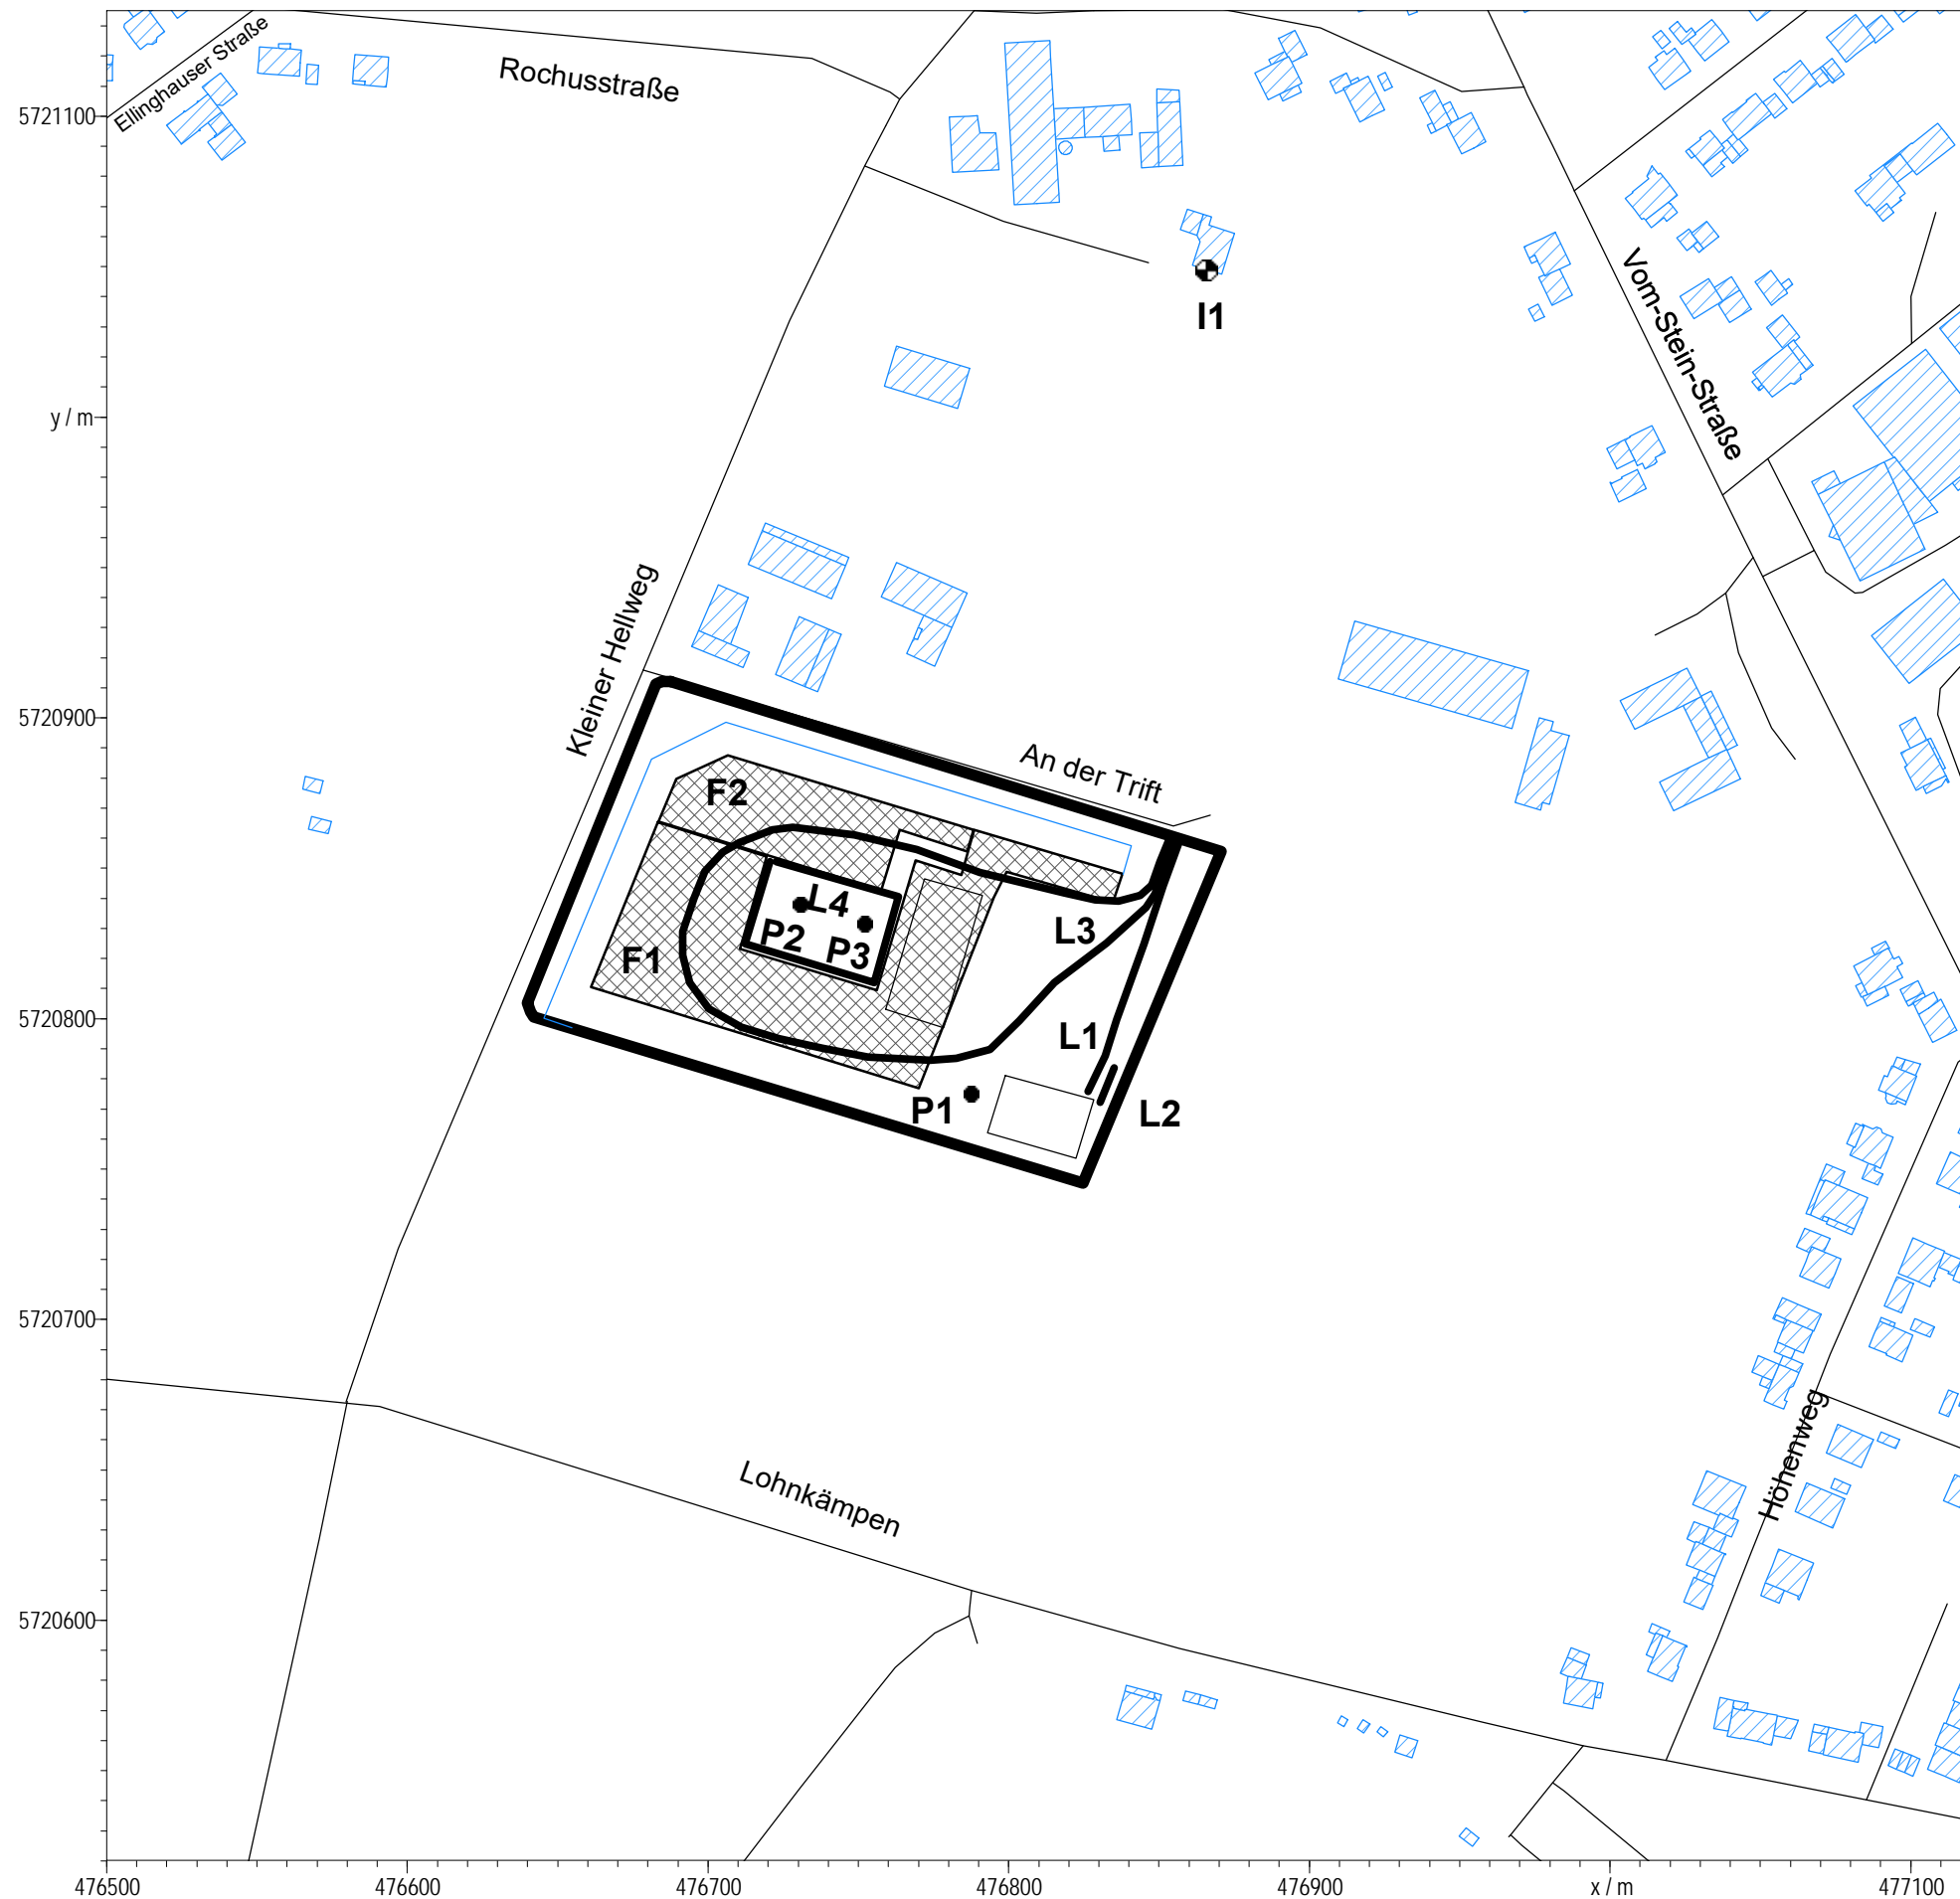 Ellinghauser Straße
Rochusstraße
5721100
I1
Vom-Stein-Straße
y / m
Kleiner Hellweg
5720900
An der Trift
F2
L4
L3
P2
P3
F1
5720800
L1
P1
L2
5720700
Höhenweg
Lohnkämpen
5720600
476500
476600
476700
476800
476900
x / m
477100